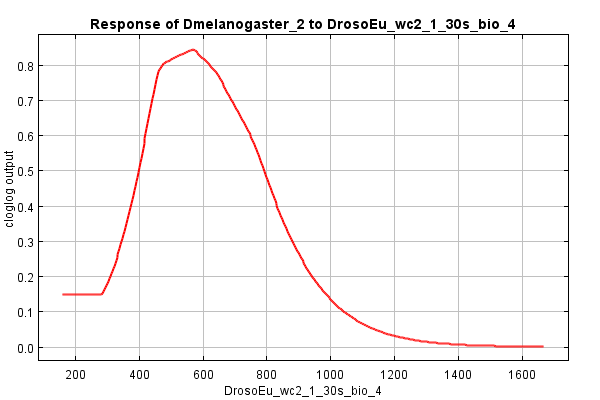 Response of Dmelanogaster_2 to DrosoEu_wc2_1_30s_bio_4
cloglog output
0.8
0.7
0.6
0.5
0.4
0.3
0.2
0.1
0.0
200 400 600 800 1000 1200 1400 1600
DrosoEu_wc2_1_30s_bio_4